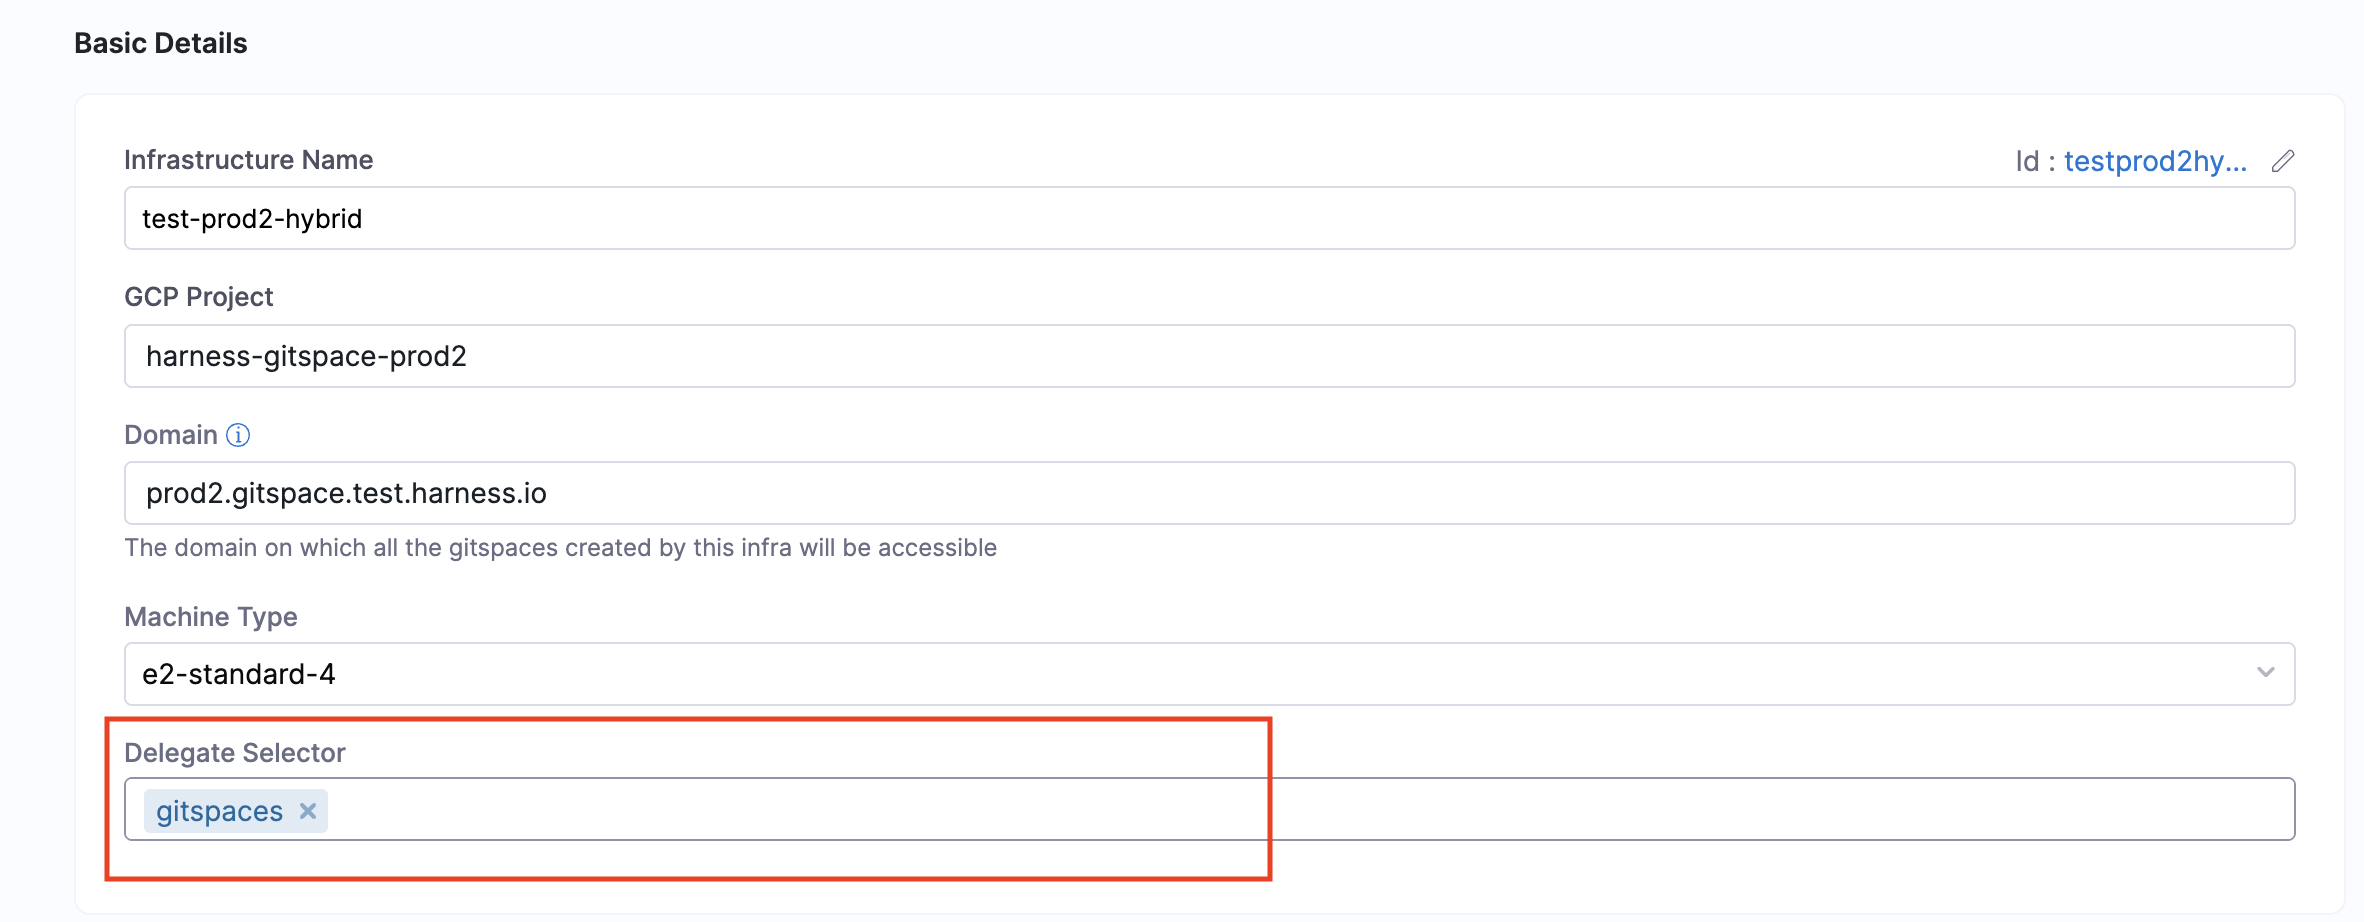 Basic Details
Infrastructure Name
Id : testprod2hy...
test-prod2-hybrid
GCP Project
harness-gitspace-prod2
Domain
prod2.gitspace.test.harness.io
The domain on which all the gitspaces created by this infra will be accessible
Machine Type
e2-standard-4
Delegate Selector
gitspaces